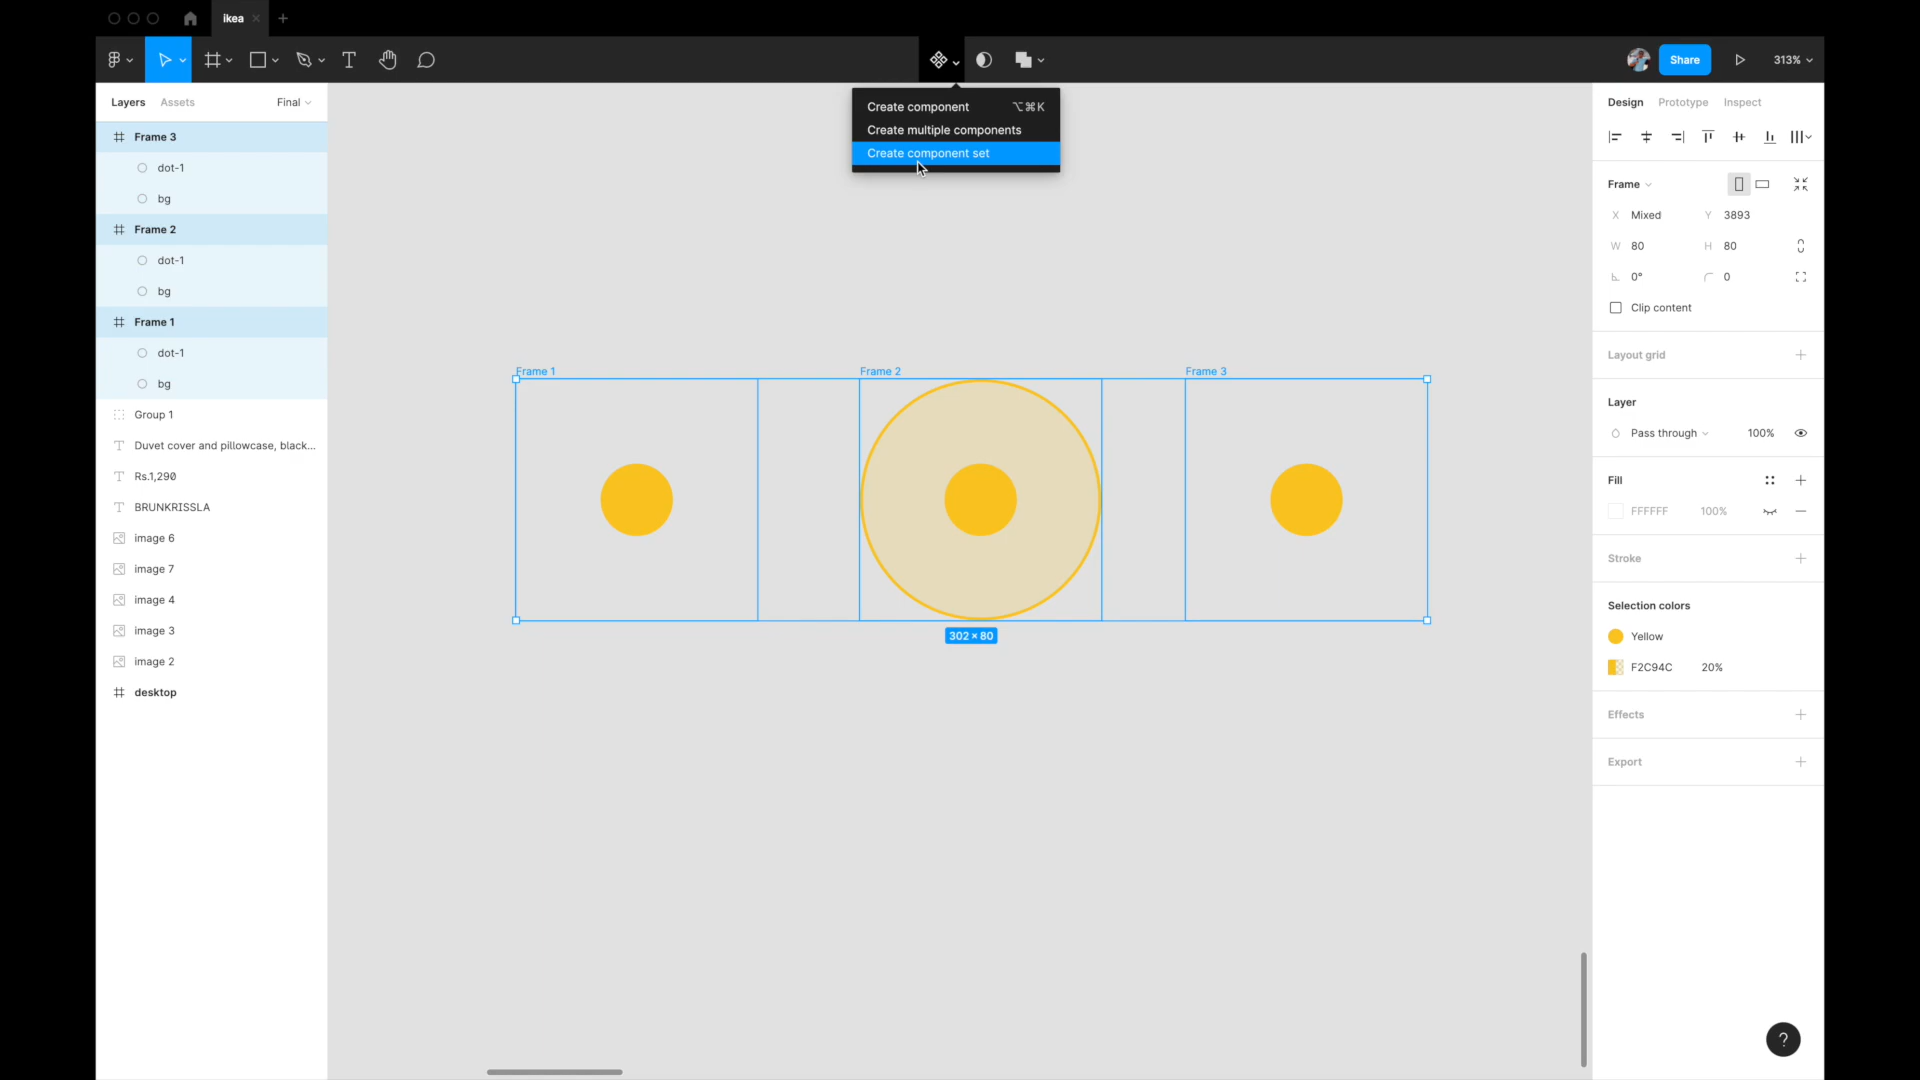 ikea
Share
313%
Layers Assets Final
Create component ⌥⌘K
Create multiple components
Create component set
Frame 3
dot-1
bg
Frame 2
dot-1
bg
Frame 1
dot-1
bg
Group 1
Duvet cover and pillowcase, black...
Rs.1,290
BRUNKRISSLA
image 6
image 7
image 4
image 3
image 2
desktop
Frame 1 Frame 2 Frame 3
302 × 80
Design Prototype Inspect
Frame
X Mixed Y 3893
W 80 H 80
0° 0
Clip content
Layout grid
Layer
Pass through 100%
Fill
FFFFFF 100%
Stroke
Selection colors
Yellow
F2C94C 20%
Effects
Export
?